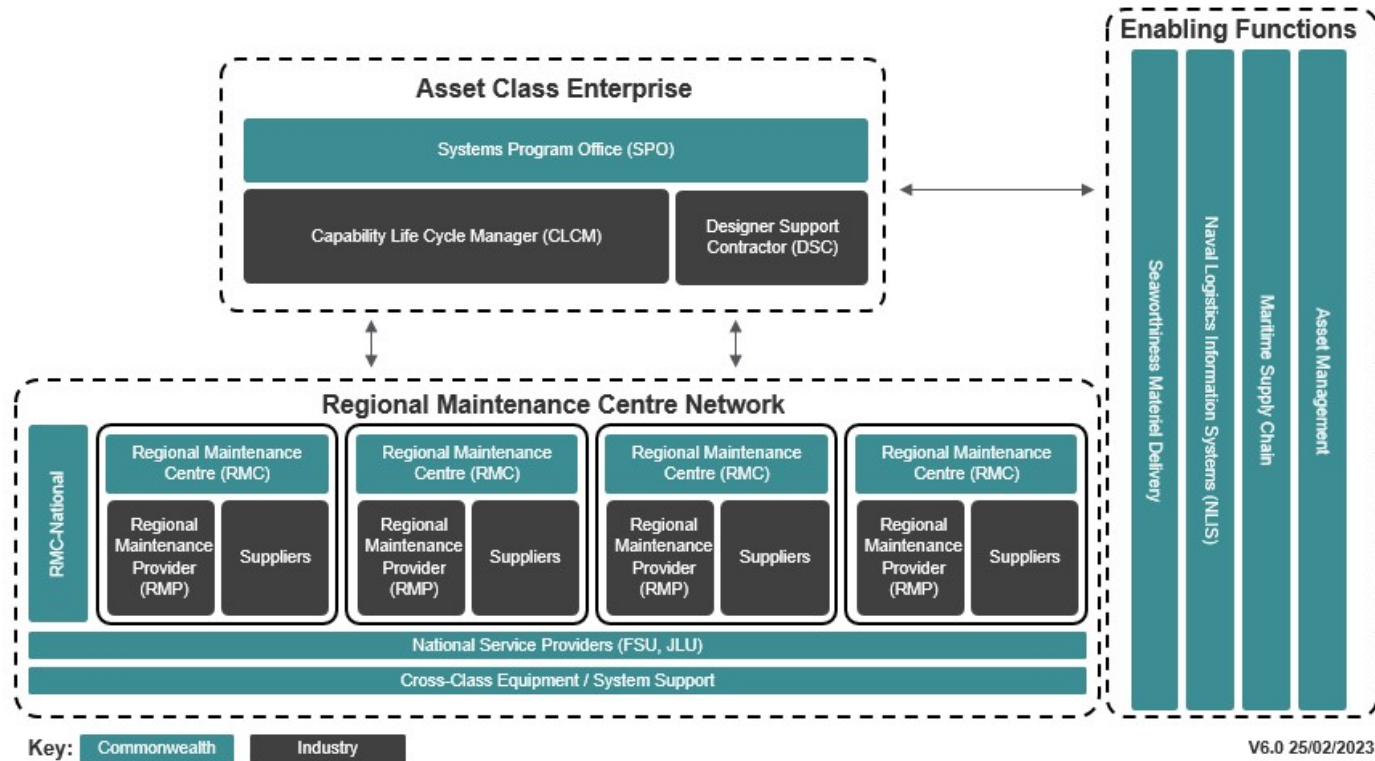 Enabling Functions
Asset Class Enterprise
Systems Program Office (SPO)
Capability Life Cycle Manager (CLCM)
Designer Support
Contractor (DSC)
Seaworthiness Materiel Delivery
Naval Logistics Information Systems (NLIS)
Maritime Supply Chain
Asset Management
Regional Maintenance Centre Network
RMC-National
Regional Maintenance
Centre (RMC)
Regional
Maintenance
Provider
(RMP)
Suppliers
Regional Maintenance
Centre (RMC)
Regional
Maintenance
Provider
(RMP)
Suppliers
Regional Maintenance
Centre (RMC)
Regional
Maintenance
Provider
(RMP)
Suppliers
Regional Maintenance
Centre (RMC)
Regional
Maintenance
Provider
(RMP)
Suppliers
National Service Providers (FSU, JLU)
Cross-Class Equipment / System Support
Key: Commonwealth Industry
V6.0 25/02/2023